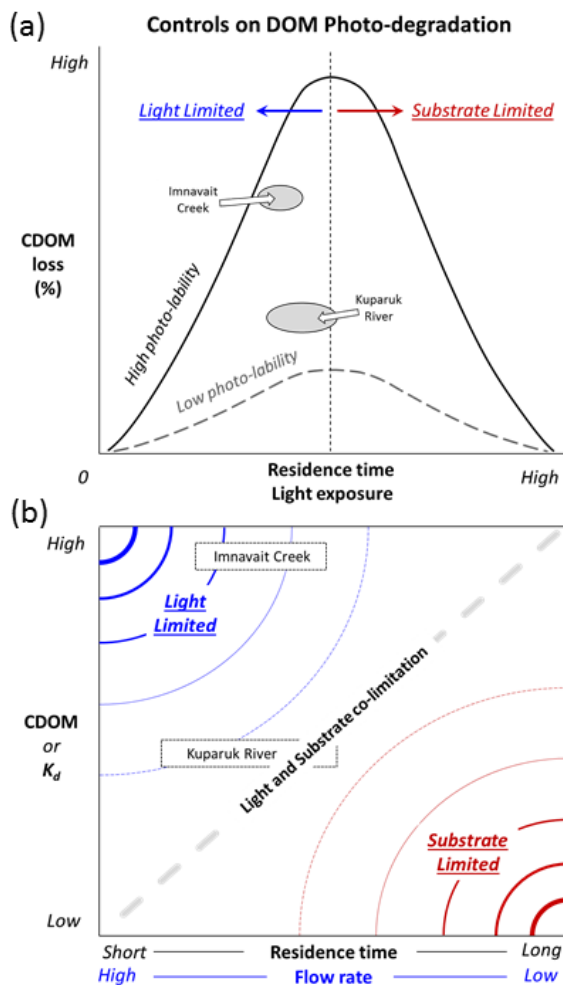 (a)
Controls on DOM Photo-degradation
High
Light Limited
Substrate Limited
Imnavait
Creek
CDOM
loss
(%)
High photo-lability
Kuparuk
River
Low photo-lability
0
Residence time
High
Light exposure
(b)
High
Imnavait Creek
Light
Limited
CDOM
or
Kd
Kuparuk River
Light and Substrate co-limitation
Substrate
Limited
Low
Short
Residence time
Long
High
Flow rate
Low